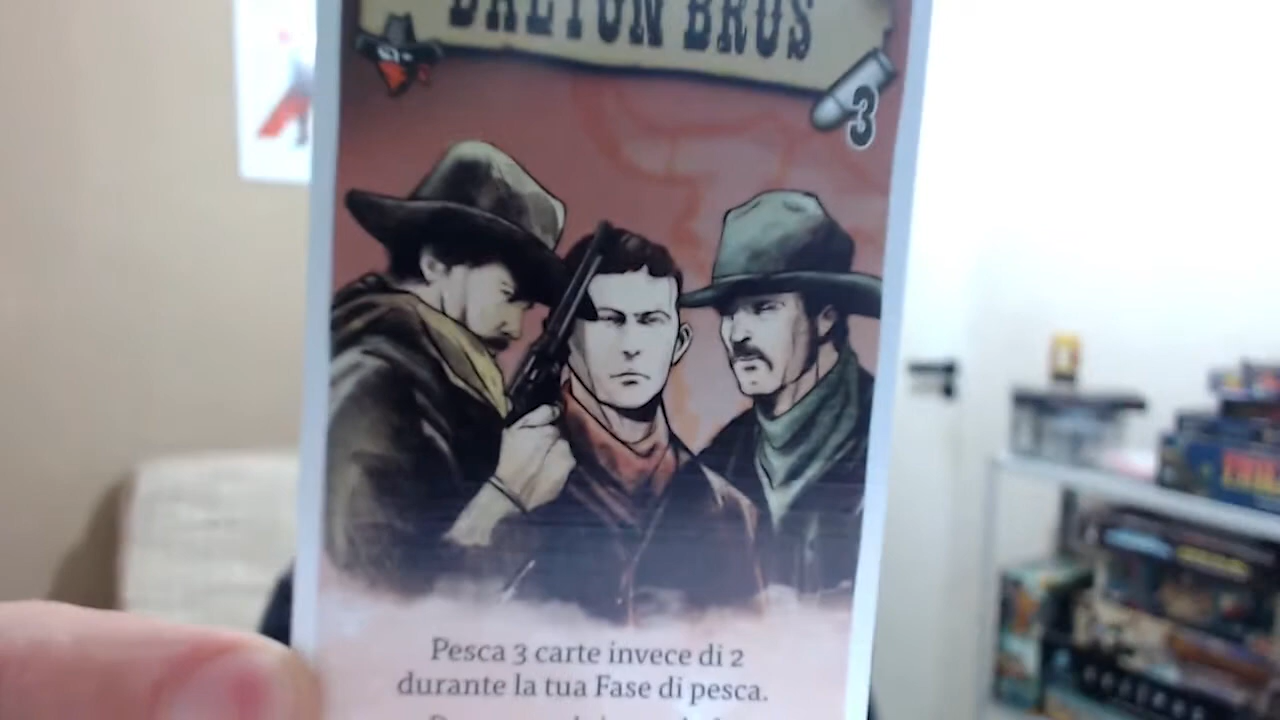 DALTON BROS
3
Pesca 3 carte invece di 2
durante la tua Fase di pesca.